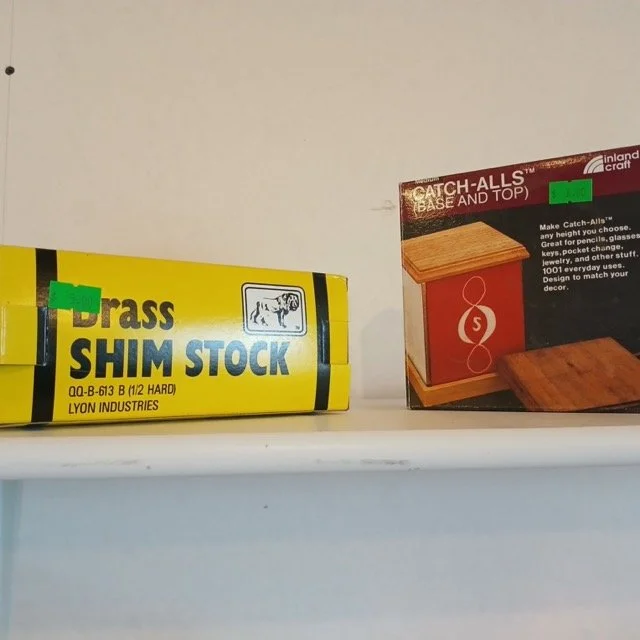 Brass
SHIM STOCK
QQ-B-613 B (1/2 HARD)
LYON INDUSTRIES
CATCH-ALLS™
(BASE AND TOP)
inland
craft
Make Catch-Alls™
any height you choose.
Great for pencils, glasses
keys, pocket change,
jewelry, and other stuff.
1001 everyday uses.
Design to match your
decor.
S